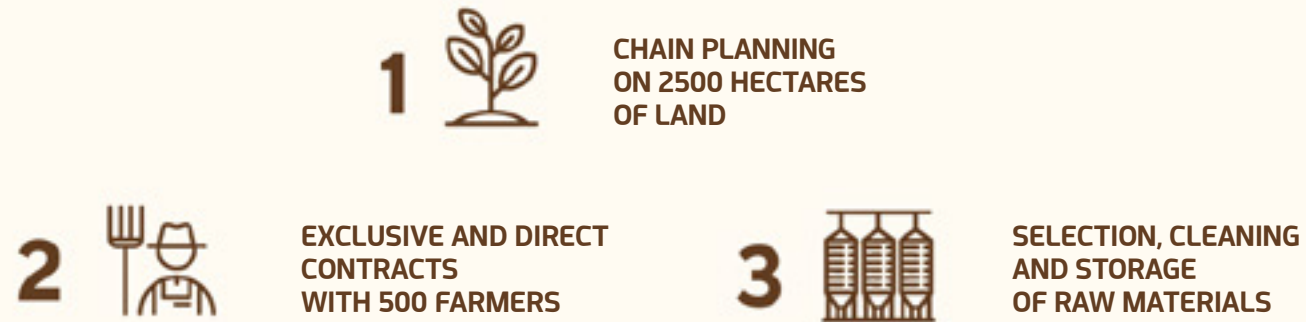 1
CHAIN PLANNING
ON 2500 HECTARES
OF LAND
2
EXCLUSIVE AND DIRECT
CONTRACTS
WITH 500 FARMERS
3
SELECTION, CLEANING
AND STORAGE
OF RAW MATERIALS